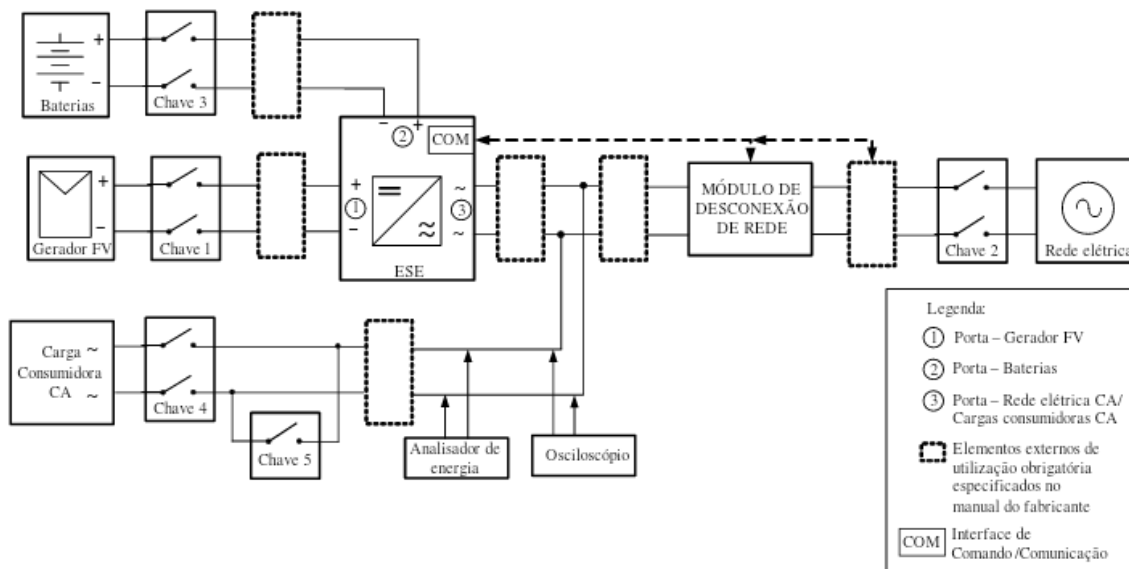 +
−
Baterias
Chave 3
−
+
2
COM
+
−
Gerador FV
Chave 1
+
1
−
=
≈
~
3
~
ESE
MÓDULO DE
DESCONEXÃO
DE REDE
Chave 2
~
Rede elétrica
Carga ~
Consumidora
CA ~
Chave 4
Chave 5
Analisador de
energia
Osciloscópio
Legenda:
1 Porta – Gerador FV
2 Porta – Baterias
3 Porta – Rede elétrica CA/
Cargas consumidoras CA
Elementos externos de
utilização obrigatória
especificados no
manual do fabricante
COM Interface de
Comando/Comunicação